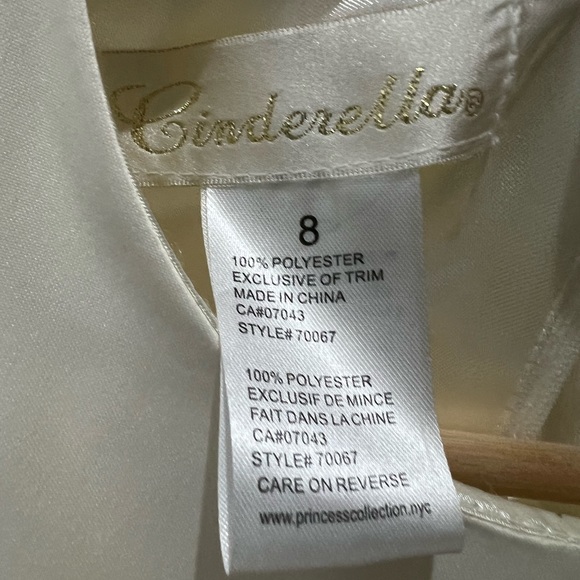 Cinderella®
8
100% POLYESTER
EXCLUSIVE OF TRIM
MADE IN CHINA
CA#07043
STYLE# 70067
100% POLYESTER
EXCLUSIF DE MINCE
FAIT DANS LA CHINE
CA#07043
STYLE# 70067
CARE ON REVERSE
www.princesscollection.nyc